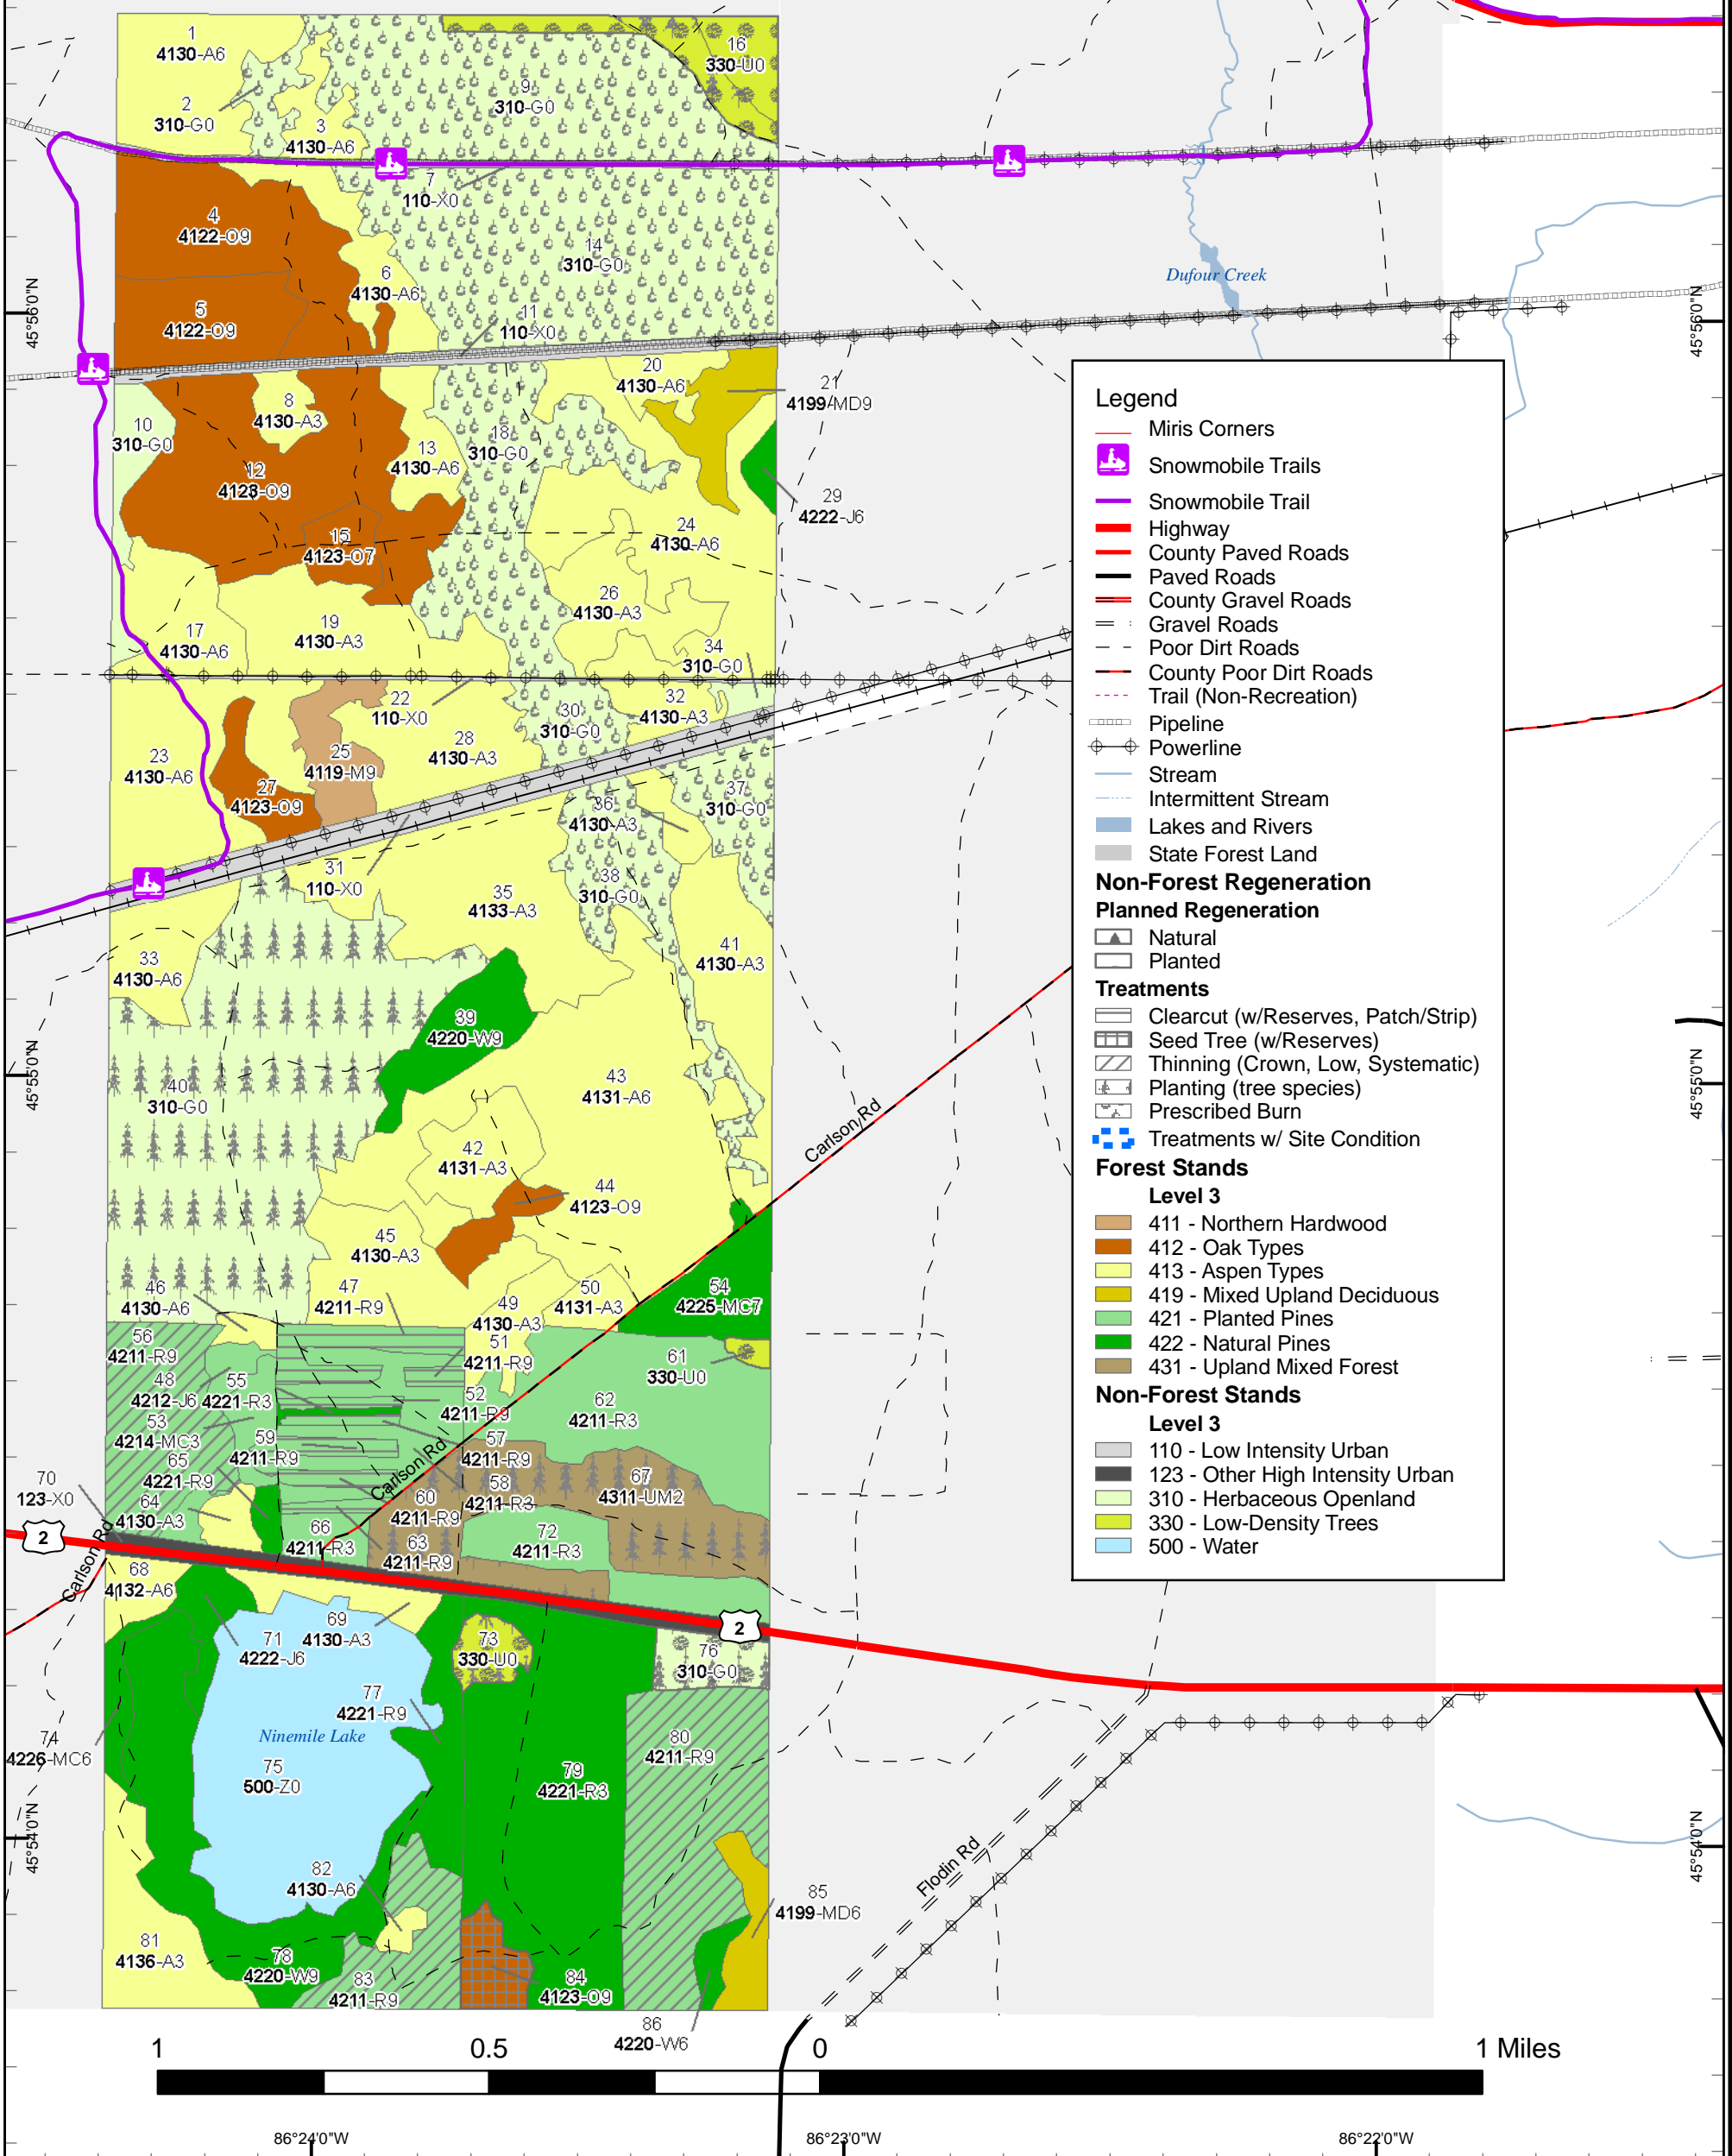 1
4130-A6
16
330-U0
9
310-G0
2
310-G0
3
4130-A6
7
110-X0
4
4122-O9
14
310-G0
6
4130-A6
Dufour Creek
5
4122-O9
11
110-X0
45°56'0"N
45°56'0"N
20
4130-A6
21
4199-MD9
8
4130-A3
10
310-G0
13
4130-A6
18
310-G0
12
4123-O9
29
4222-J6
24
4130-A6
15
4123-O7
26
4130-A3
19
4130-A3
17
4130-A6
34
310-G0
22
110-X0
32
4130-A3
30
310-G0
28
4130-A3
25
4119-M9
23
4130-A6
27
4123-O9
37
310-G0
36
4130-A3
31
110-X0
38
310-G0
35
4133-A3
41
4130-A3
33
4130-A6
39
4220-W9
43
4131-A6
40
310-G0
45°55'0"N
45°55'0"N
Carlson Rd
42
4131-A3
44
4123-O9
45
4130-A3
46
4130-A6
47
4211-R9
50
4131-A3
54
4225-MC7
49
4130-A3
56
4211-R9
51
4211-R9
61
330-U0
48
4212-J6
55
4221-R3
52
4211-R9
62
4211-R3
53
4214-MC3
59
4211-R9
57
4211-R9
65
4221-R9
Carlson Rd
58
4211-R3
67
4311-UM2
70
123-X0
64
4130-A3
60
4211-R9
66
4211-R3
63
4211-R9
72
4211-R3
2
Carlson Rd
68
4132-A6
2
69
4130-A3
71
4222-J6
73
330-U0
76
310-G0
77
4221-R9
Ninemile Lake
74
4226-MC6
80
4211-R9
75
500-Z0
79
4221-R3
45°54'0"N
45°54'0"N
Flodin Rd
82
4130-A6
85
4199-MD6
81
4136-A3
78
4220-W9
83
4211-R9
84
4123-O9
86
4220-W6
Legend
Miris Corners
Snowmobile Trails
Snowmobile Trail
Highway
County Paved Roads
Paved Roads
County Gravel Roads
Gravel Roads
Poor Dirt Roads
County Poor Dirt Roads
Trail (Non-Recreation)
Pipeline
Powerline
Stream
Intermittent Stream
Lakes and Rivers
State Forest Land
Non-Forest Regeneration
Planned Regeneration
Natural
Planted
Treatments
Clearcut (w/Reserves, Patch/Strip)
Seed Tree (w/Reserves)
Thinning (Crown, Low, Systematic)
Planting (tree species)
Prescribed Burn
Treatments w/ Site Condition
Forest Stands
Level 3
411 - Northern Hardwood
412 - Oak Types
413 - Aspen Types
419 - Mixed Upland Deciduous
421 - Planted Pines
422 - Natural Pines
431 - Upland Mixed Forest
Non-Forest Stands
Level 3
110 - Low Intensity Urban
123 - Other High Intensity Urban
310 - Herbaceous Openland
330 - Low-Density Trees
500 - Water
1 0.5 0 1 Miles
86°24'0"W 86°23'0"W 86°22'0"W